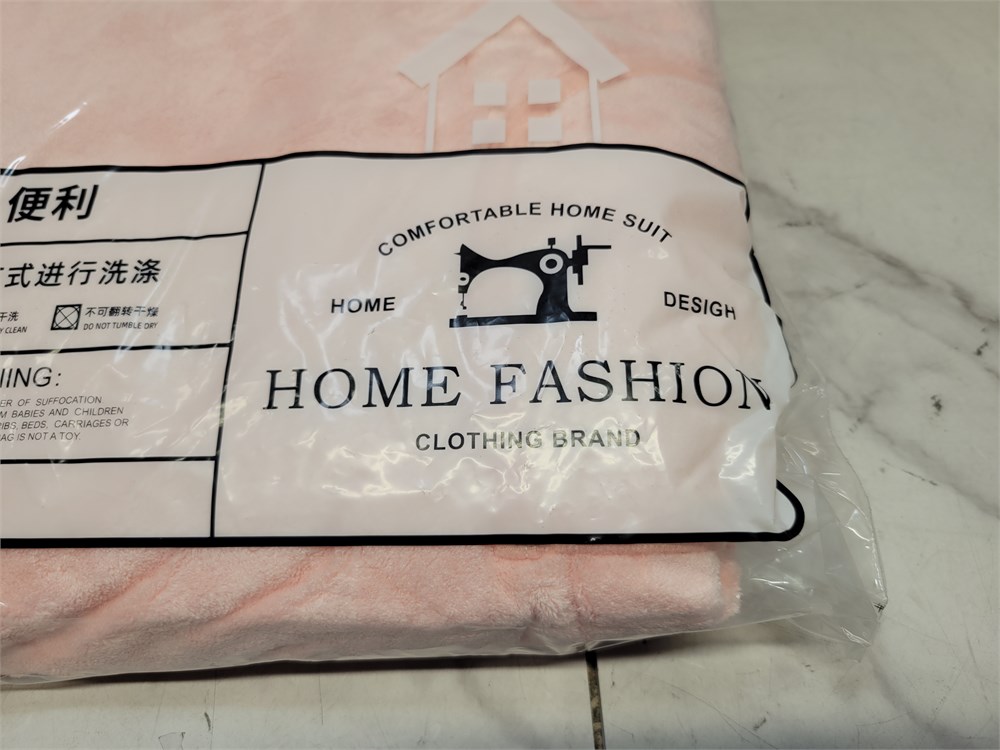 便利
式进行洗涤
干洗
Y CLEAN
不可翻转干燥
DO NOT TUMBLE DRY
NING:
ER OF SUFFOCATION
M BABIES AND CHILDREN
IBS, BEDS, CARRIAGES OR
AG IS NOT A TOY.
COMFORTABLE HOME SUIT
HOME
DESIGH
HOME FASHION
CLOTHING BRAND